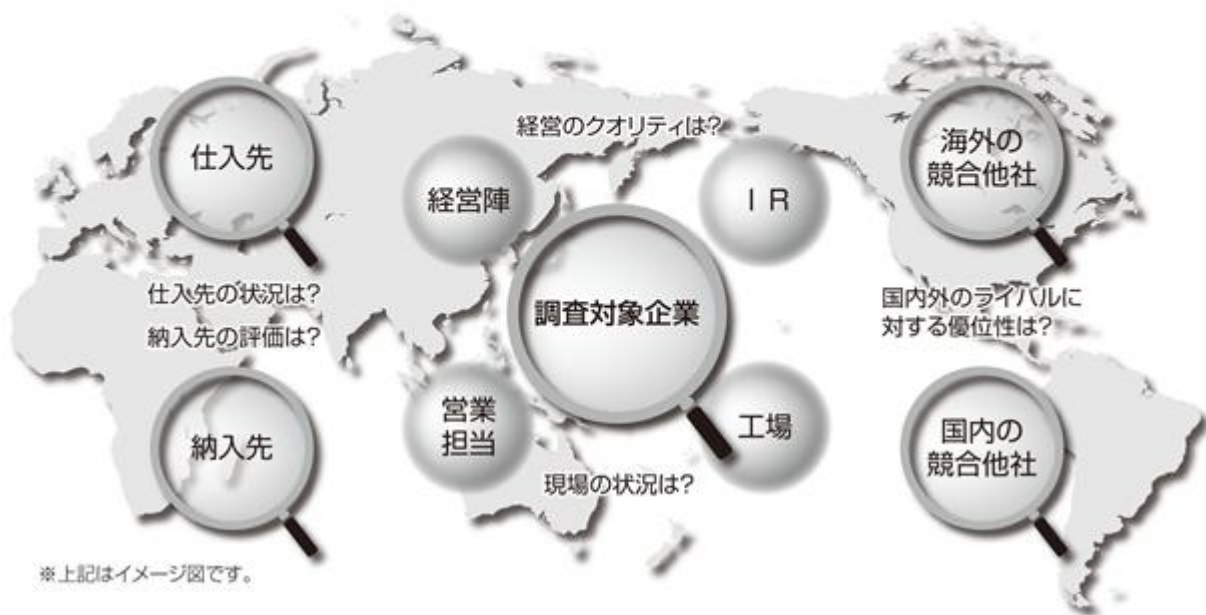 経営のクオリティは?
仕入先
経営陣
ＩＲ
海外の
競合他社
調査対象企業
仕入先の状況は?
納入先の評価は?
国内外のライバルに
対する優位性は?
納入先
営業
担当
工場
国内の
競合他社
現場の状況は?
※上記はイメージ図です。